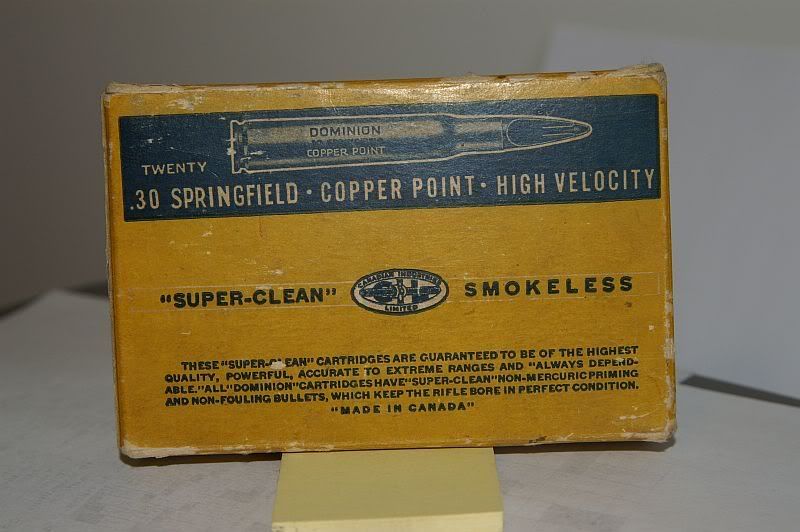 DOMINION
COPPER POINT
TWENTY
.30 SPRINGFIELD · COPPER POINT · HIGH VELOCITY
"SUPER-CLEAN"
CANADIAN INDUSTRIES
LIMITED
SMOKELESS
THESE "SUPER-CLEAN" CARTRIDGES ARE GUARANTEED TO BE OF THE HIGHEST
QUALITY, POWERFUL, ACCURATE TO EXTREME RANGES AND "ALWAYS DEPEND-
ABLE." ALL "DOMINION" CARTRIDGES HAVE "SUPER-CLEAN" NON-MERCURIC PRIMING
AND NON-FOULING BULLETS, WHICH KEEP THE RIFLE BORE IN PERFECT CONDITION.
"MADE IN CANADA"